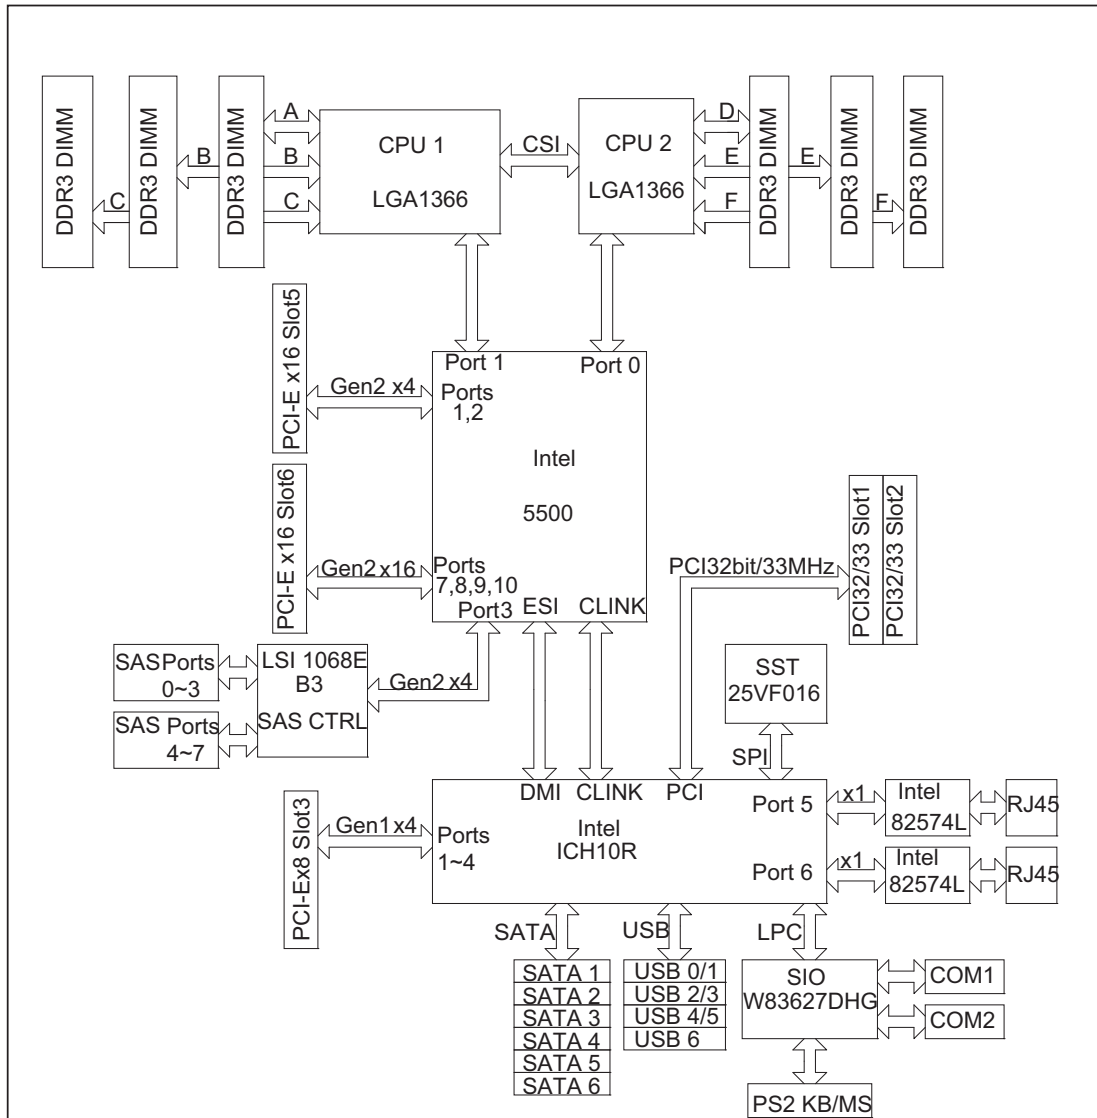 DDR3 DIMM
DDR3 DIMM
DDR3 DIMM
A
B
B
C
C
CPU 1
LGA1366
CSI
CPU 2
LGA1366
D
E
E
F
F
DDR3 DIMM
DDR3 DIMM
DDR3 DIMM
PCI-E x16 Slot5
Gen2 x4
Port 1
Port 0
Ports
1,2
Intel
5500
PCI-E x16 Slot6
Gen2 x16
Ports
7,8,9,10
Port3
ESI
CLINK
PCI32bit/33MHz
PCI32/33 Slot1
PCI32/33 Slot2
SAS Ports
0~3
SAS Ports
4~7
LSI 1068E
B3
SAS CTRL
Gen2 x4
SST
25VF016
SPI
DMI
CLINK
PCI
Intel
ICH10R
PCI-Ex8 Slot3
Gen1x4
Ports
1~4
Port 5
x1
Intel
82574L
RJ45
Port 6
x1
Intel
82574L
RJ45
SATA
USB
LPC
SATA 1
SATA 2
SATA 3
SATA 4
SATA 5
SATA 6
USB 0/1
USB 2/3
USB 4/5
USB 6
SIO
W83627DHG
COM1
COM2
PS2 KB/MS